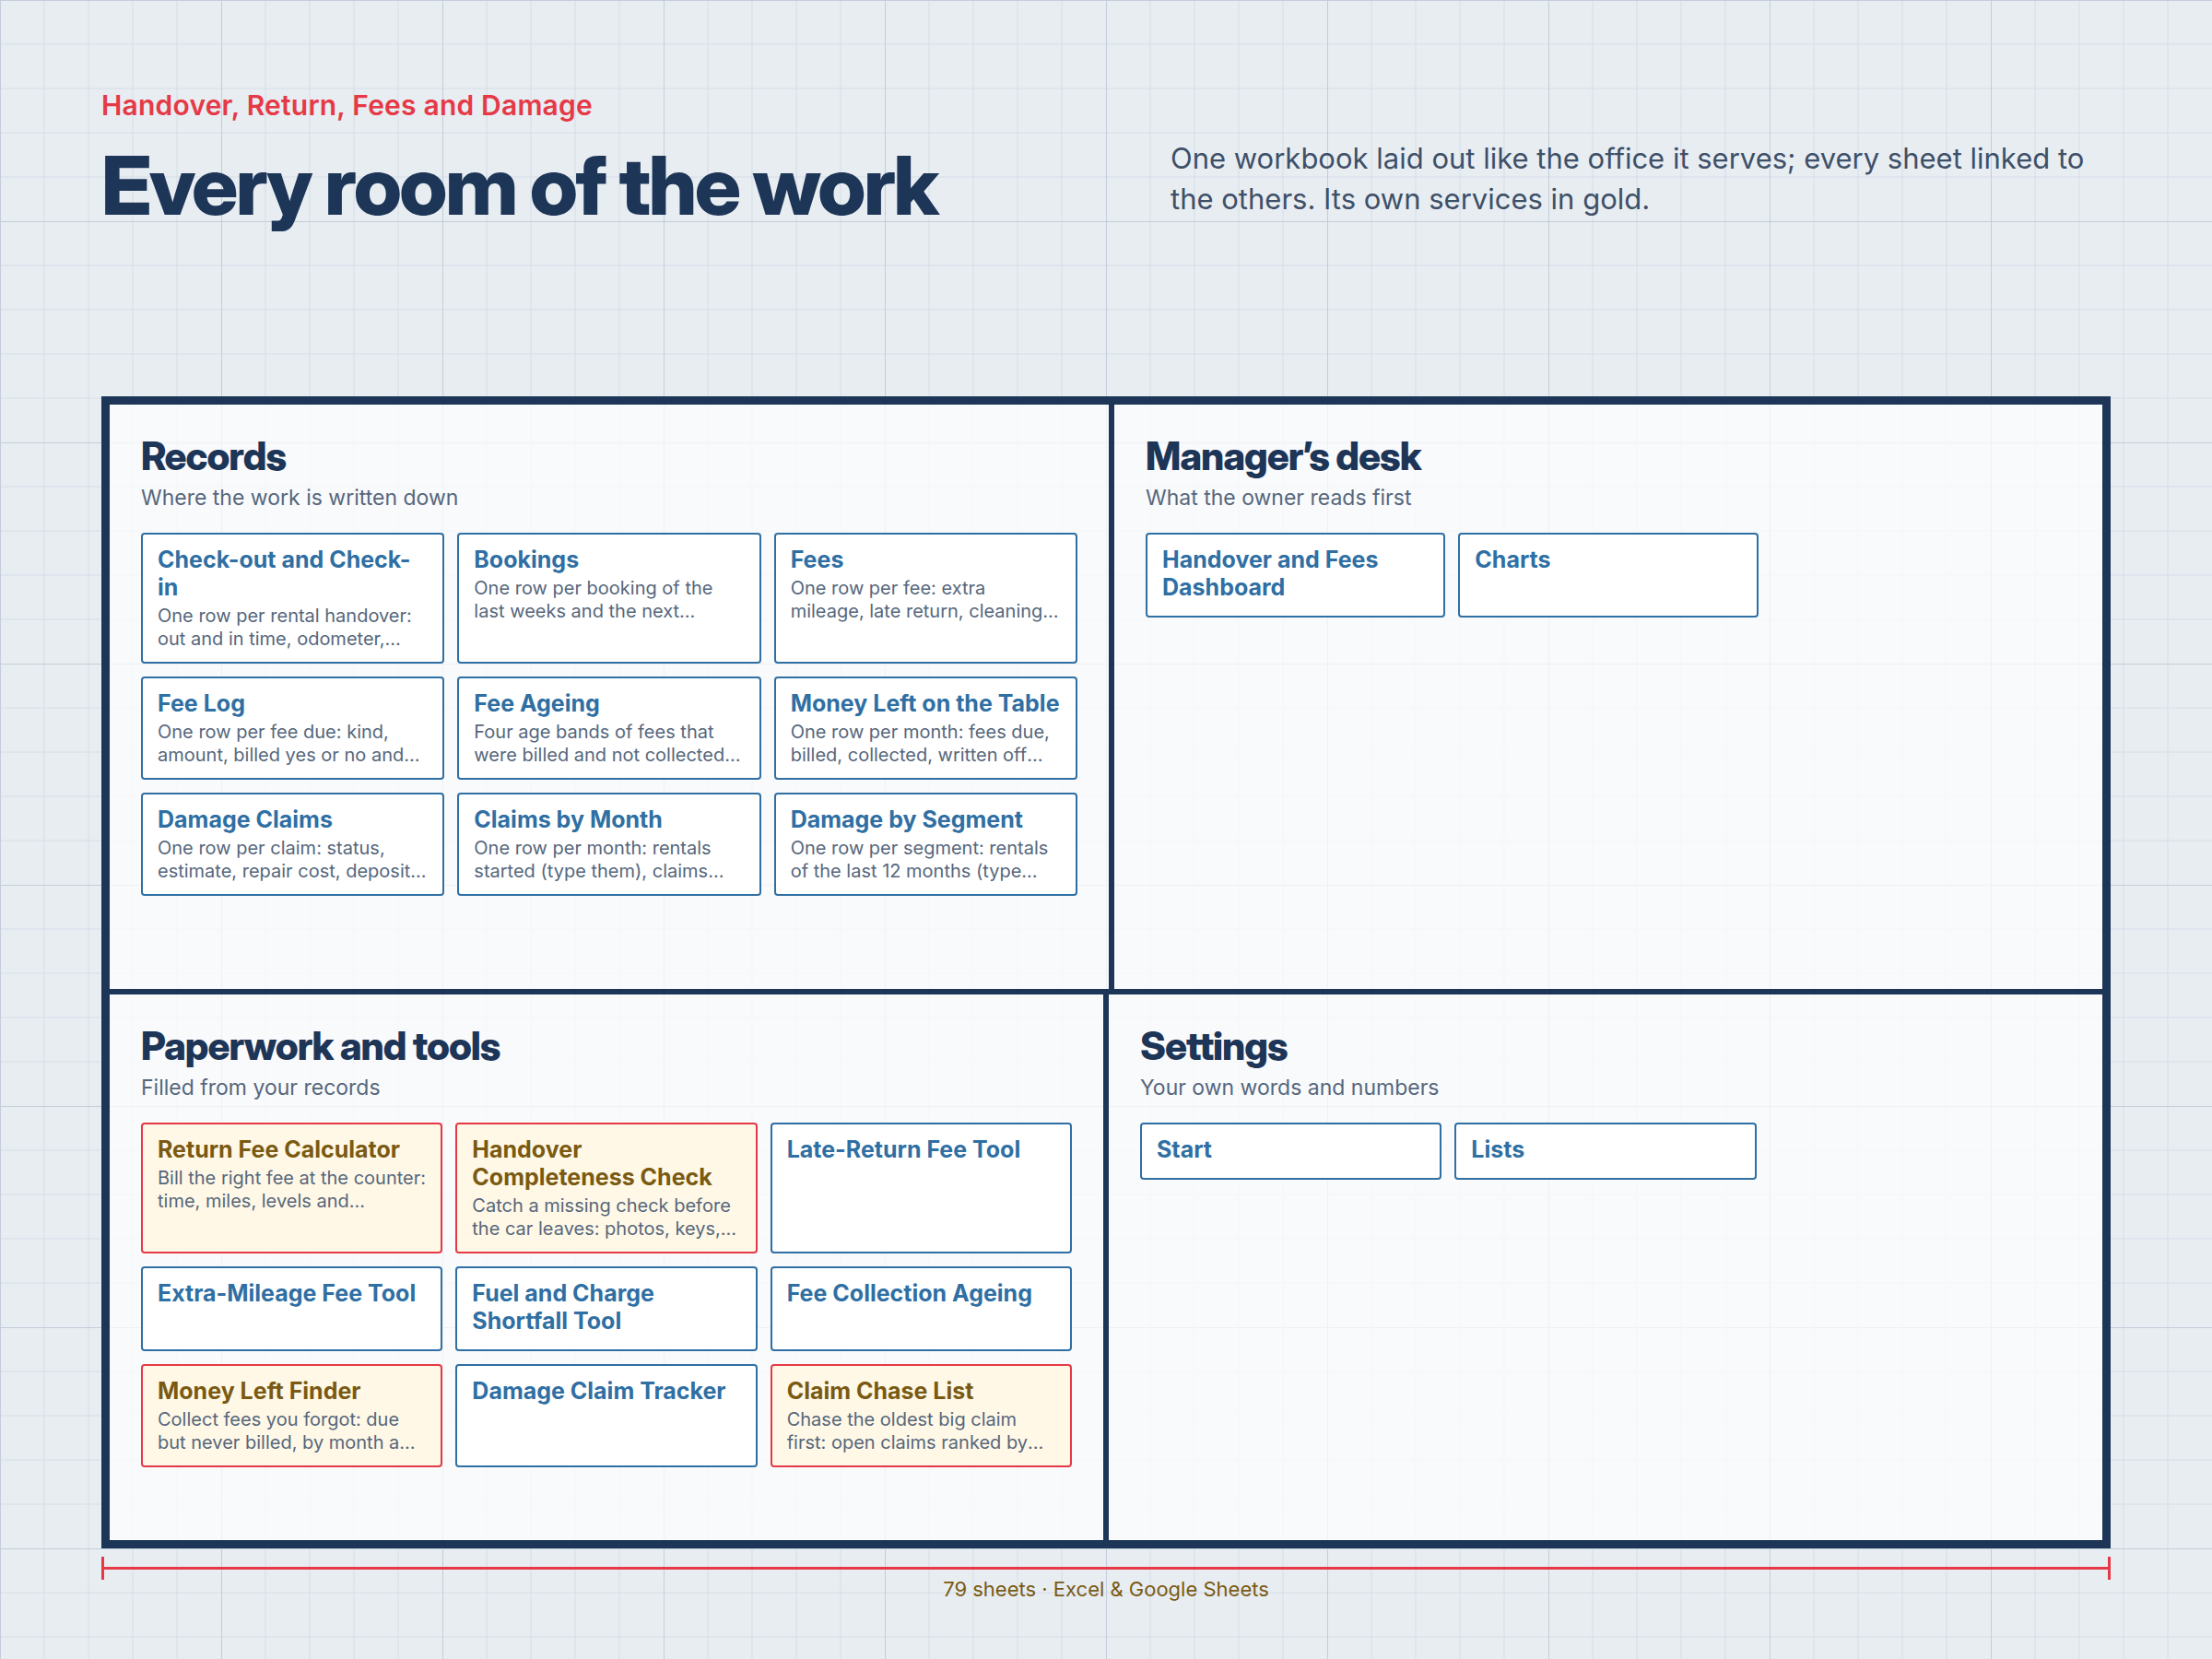 Handover, Return, Fees and Damage
Every room of the work
One workbook laid out like the office it serves; every sheet linked to
the others. Its own services in gold.
Records
Where the work is written down
Check-out and Check-
in
One row per rental handover:
out and in time, odometer,...
Bookings
One row per booking of the
last weeks and the next...
Fees
One row per fee: extra
mileage, late return, cleaning...
Fee Log
One row per fee due: kind,
amount, billed yes or no and...
Fee Ageing
Four age bands of fees that
were billed and not collected...
Money Left on the Table
One row per month: fees due,
billed, collected, written off...
Damage Claims
One row per claim: status,
estimate, repair cost, deposit...
Claims by Month
One row per month: rentals
started (type them), claims...
Damage by Segment
One row per segment: rentals
of the last 12 months (type...
Manager's desk
What the owner reads first
Handover and Fees
Dashboard
Charts
Paperwork and tools
Filled from your records
Return Fee Calculator
Bill the right fee at the counter:
time, miles, levels and...
Handover
Completeness Check
Catch a missing check before
the car leaves: photos, keys,...
Late-Return Fee Tool
Extra-Mileage Fee Tool
Fuel and Charge
Shortfall Tool
Fee Collection Ageing
Money Left Finder
Collect fees you forgot: due
but never billed, by month a...
Damage Claim Tracker
Claim Chase List
Chase the oldest big claim
first: open claims ranked by...
Settings
Your own words and numbers
Start
Lists
79 sheets · Excel & Google Sheets